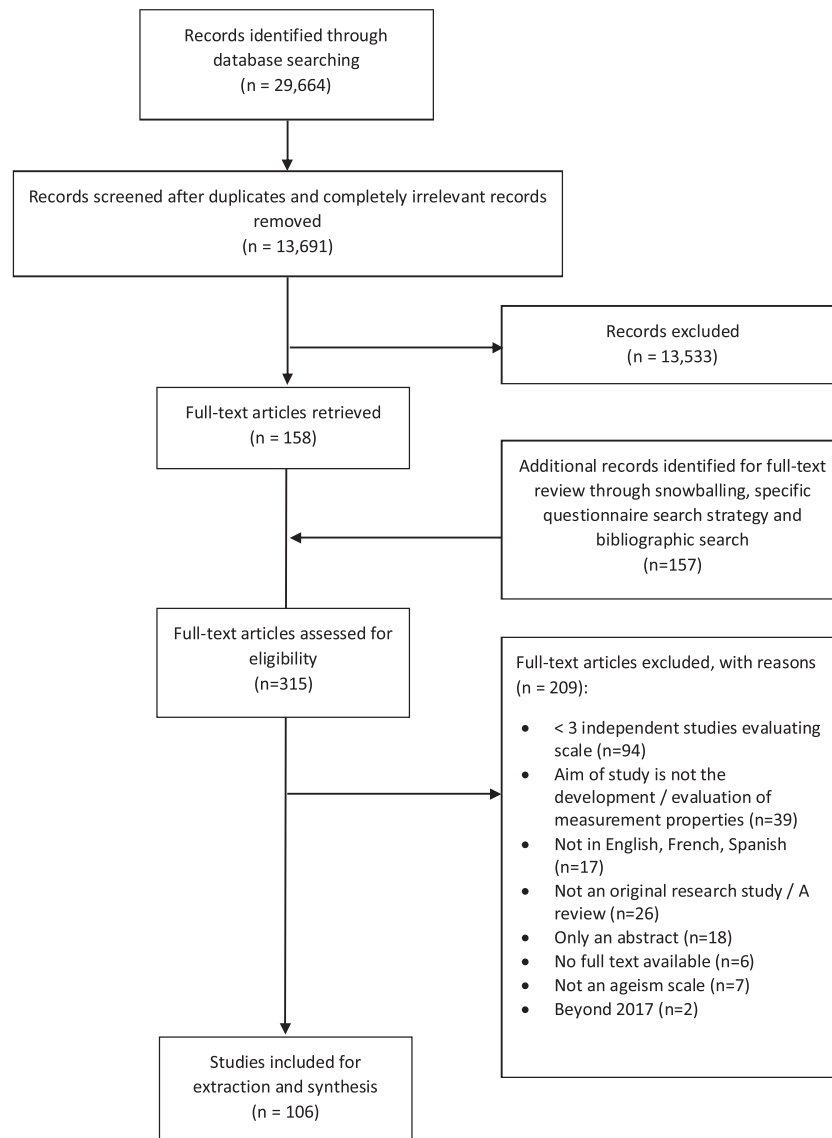 Records identified through
database searching
(n = 29,664)
Records screened after duplicates and completely irrelevant records
removed
(n = 13,691)
Records excluded
(n = 13,533)
Full-text articles retrieved
(n = 158)
Additional records identified for full-text
review through snowballing, specific
questionnaire search strategy and
bibliographic search
(n=157)
Full-text articles assessed for
eligibility
(n=315)
Full-text articles excluded, with reasons
(n = 209):
• < 3 independent studies evaluating
scale (n=94)
• Aim of study is not the
development / evaluation of
measurement properties (n=39)
• Not in English, French, Spanish
(n=17)
• Not an original research study / A
review (n=26)
• Only an abstract (n=18)
• No full text available (n=6)
• Not an ageism scale (n=7)
• Beyond 2017 (n=2)
Studies included for
extraction and synthesis
(n = 106)